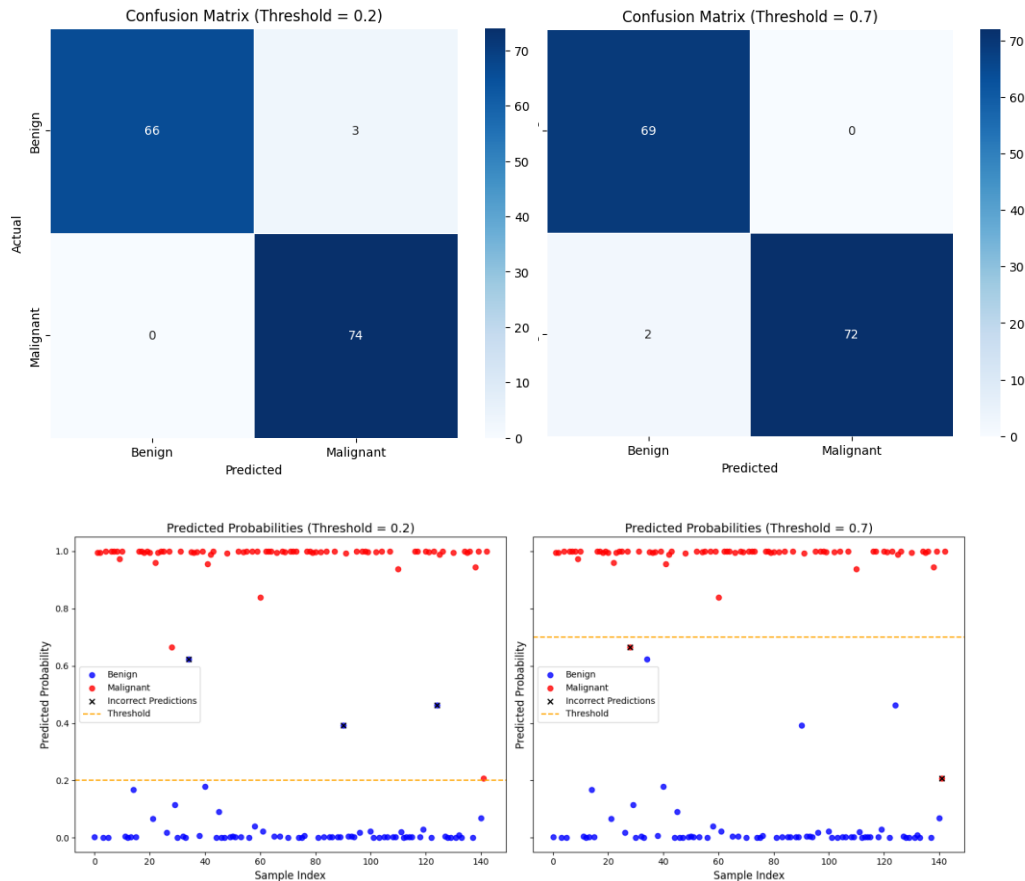 Confusion Matrix (Threshold = 0.2)
Benign
Malignant
Actual
66
3
0
74
Benign
Malignant
Predicted
70
60
50
40
30
20
10
0
Confusion Matrix (Threshold = 0.7)
69
0
2
72
Benign
Malignant
Predicted
70
60
50
40
30
20
10
0
Predicted Probabilities (Threshold = 0.2)
Predicted Probability
1.0
0.8
0.6
0.4
0.2
0.0
Benign
Malignant
Incorrect Predictions
Threshold
0
20
40
60
80
100
120
140
Sample Index
Predicted Probabilities (Threshold = 0.7)
Predicted Probability
Benign
Malignant
Incorrect Predictions
Threshold
0
20
40
60
80
100
120
140
Sample Index